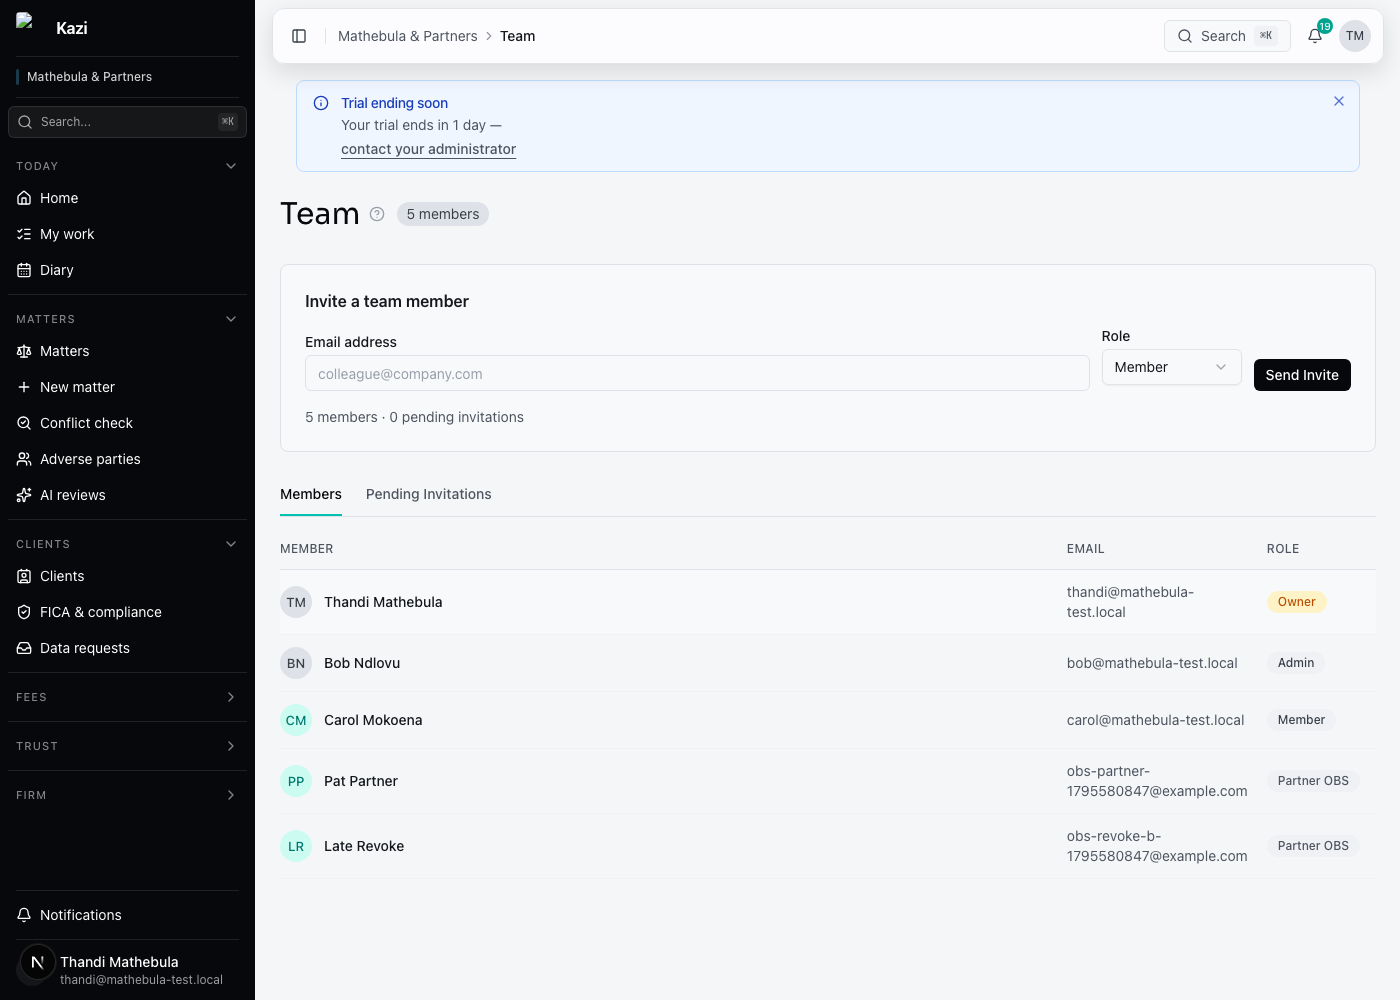 Kazi
Mathebula & Partners
Search...
⌘K
TODAY
Home
My work
Diary
MATTERS
Matters
New matter
Conflict check
Adverse parties
AI reviews
CLIENTS
Clients
FICA & compliance
Data requests
FEES
TRUST
FIRM
Notifications
N
Thandi Mathebula
thandi@mathebula-test.local
Mathebula & Partners
Team
Search
⌘K
19
TM
Trial ending soon
Your trial ends in 1 day —
contact your administrator
Team
5 members
Invite a team member
Email address
colleague@company.com
Role
Member
Send Invite
5 members · 0 pending invitations
Members
Pending Invitations
MEMBER
EMAIL
ROLE
TM
Thandi Mathebula
thandi@mathebula-
test.local
Owner
BN
Bob Ndlovu
bob@mathebula-test.local
Admin
CM
Carol Mokoena
carol@mathebula-test.local
Member
PP
Pat Partner
obs-partner-
1795580847@example.com
Partner OBS
LR
Late Revoke
obs-revoke-b-
1795580847@example.com
Partner OBS